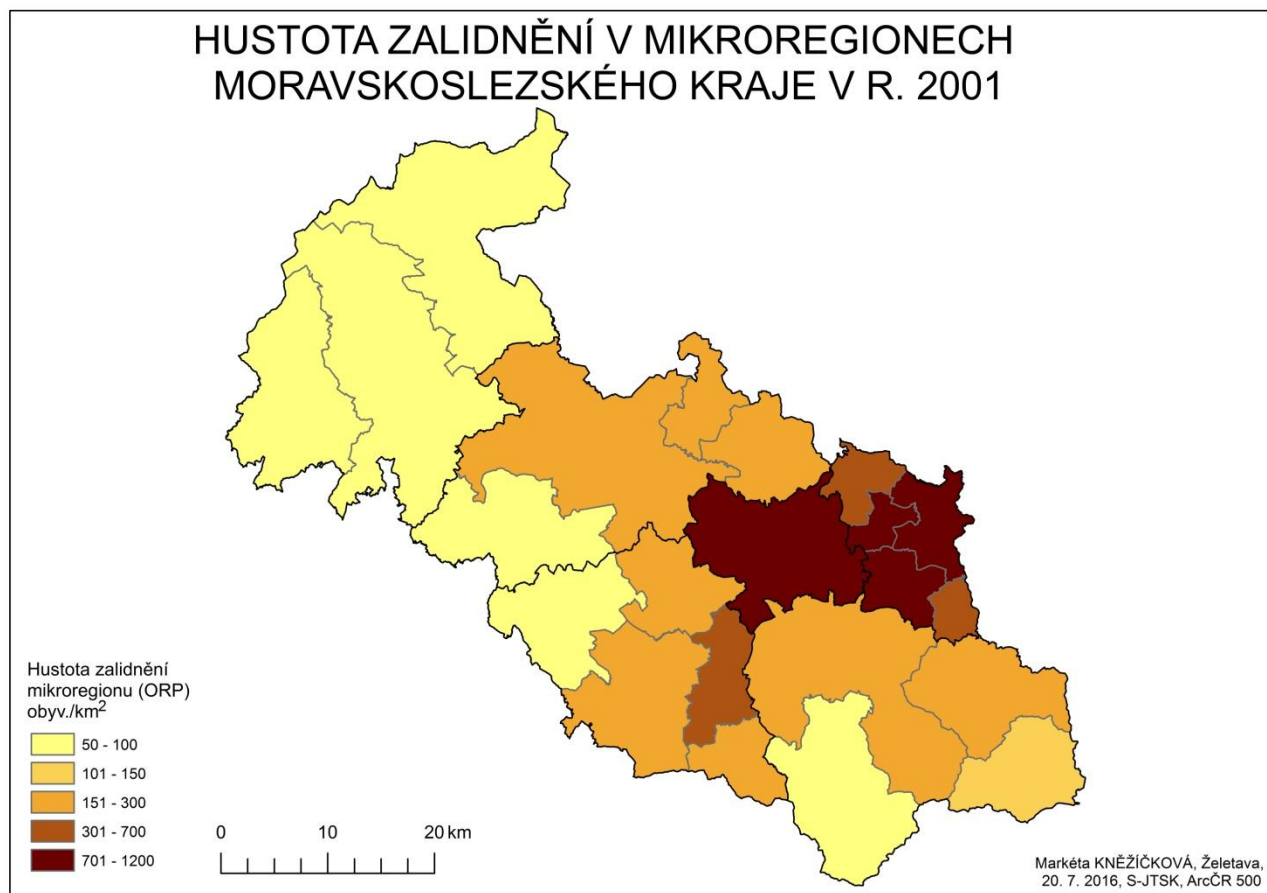 HUSTOTA ZALIDNĚNÍ V MIKROREGIONECH
MORAVSKOSLEZSKÉHO KRAJE V R. 2001
Hustota zalidnění
mikroregionu (ORP)
obyv./km²
50 - 100
101 - 150
151 - 300
301 - 700
701 - 1200
0 10 20 km
Markéta KNĚŽÍČKOVÁ, Želetava,
20. 7. 2016, S-JTSK, ArcČR 500